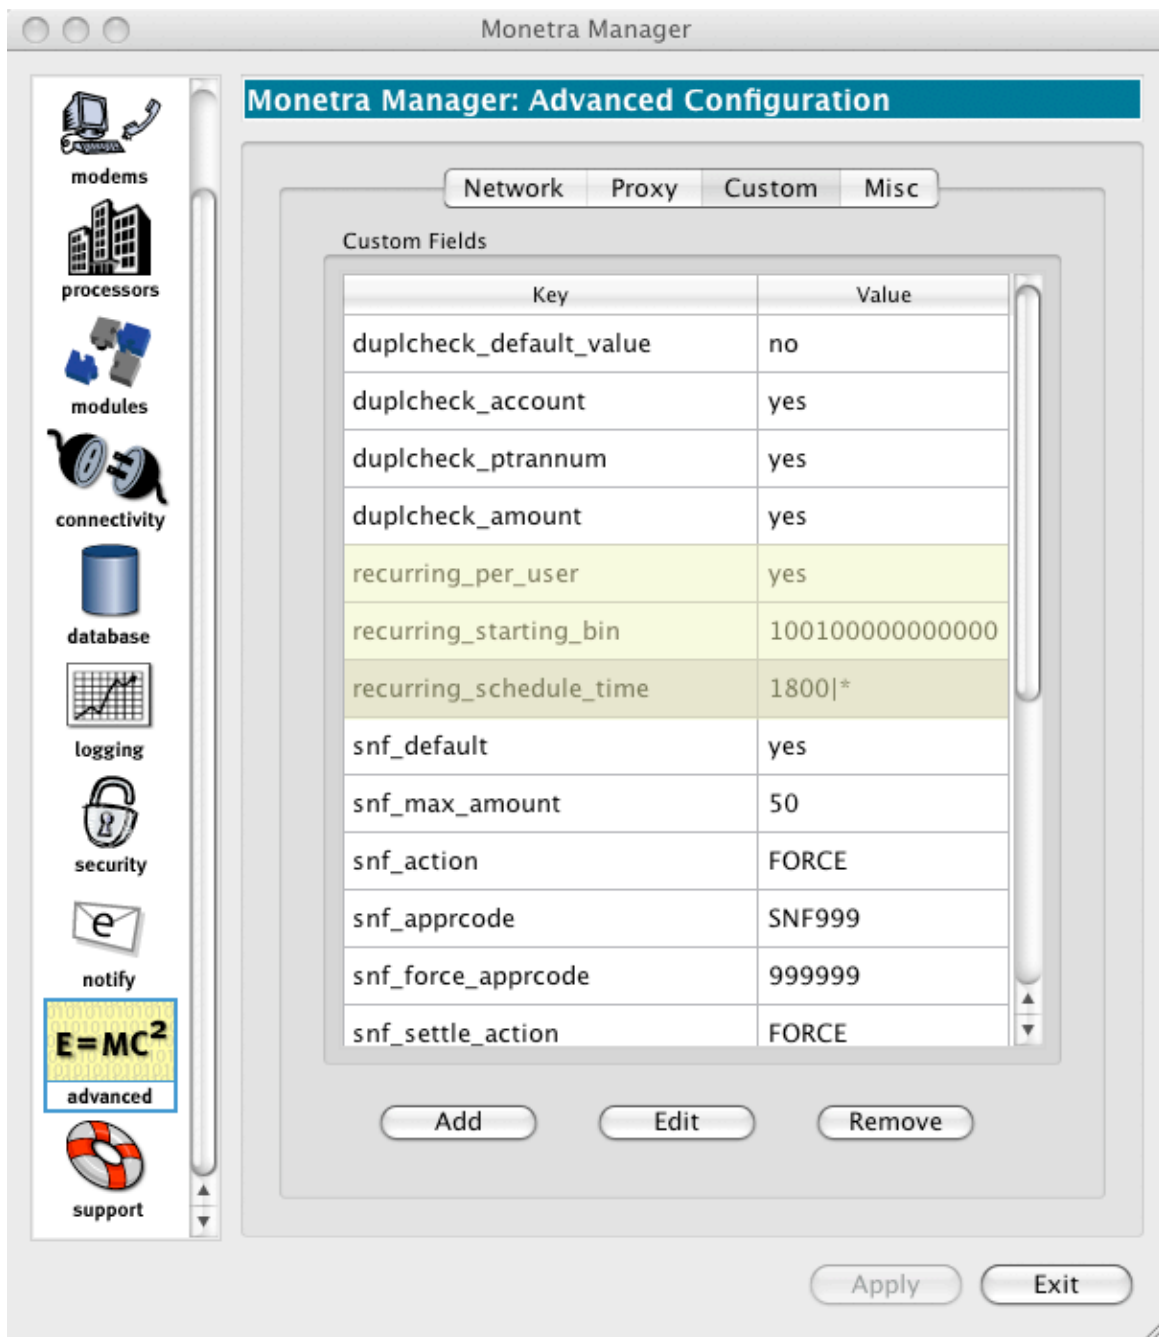 Monetra Manager
modems
processors
modules
connectivity
database
logging
security
e
notify
E=MC²
advanced
support
Monetra Manager: Advanced Configuration
Network Proxy Custom Misc
Custom Fields
Key Value
duplcheck_default_value no
duplcheck_account yes
duplcheck_ptrannum yes
duplcheck_amount yes
recurring_per_user yes
recurring_starting_bin 100100000000000
recurring_schedule_time 1800|*
snf_default yes
snf_max_amount 50
snf_action FORCE
snf_apprcode SNF999
snf_force_apprcode 999999
snf_settle_action FORCE
Add Edit Remove
Apply Exit